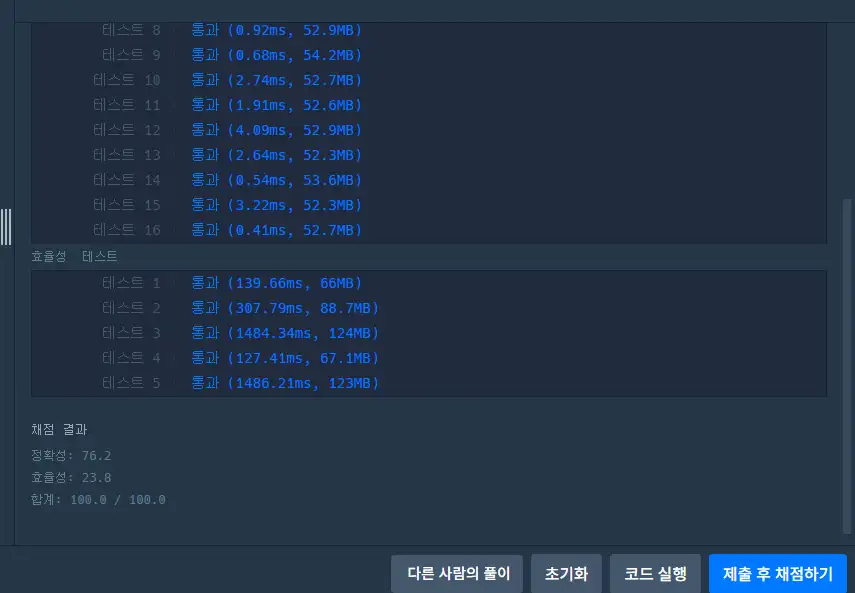 테스트 8 통과 (0.92ms, 52.9MB)
테스트 9 통과 (0.68ms, 54.2MB)
테스트 10 통과 (2.74ms, 52.7MB)
테스트 11 통과 (1.91ms, 52.6MB)
테스트 12 통과 (4.09ms, 52.9MB)
테스트 13 통과 (2.64ms, 52.3MB)
테스트 14 통과 (0.54ms, 53.6MB)
테스트 15 통과 (3.22ms, 52.3MB)
테스트 16 통과 (0.41ms, 52.7MB)
효율성 테스트
테스트 1 통과 (139.66ms, 66MB)
테스트 2 통과 (307.79ms, 88.7MB)
테스트 3 통과 (1484.34ms, 124MB)
테스트 4 통과 (127.41ms, 67.1MB)
테스트 5 통과 (1486.21ms, 123MB)
채점 결과
정확성: 76.2
효율성: 23.8
합계: 100.0 / 100.0
다른 사람의 풀이 초기화 코드 실행 제출 후 채점하기